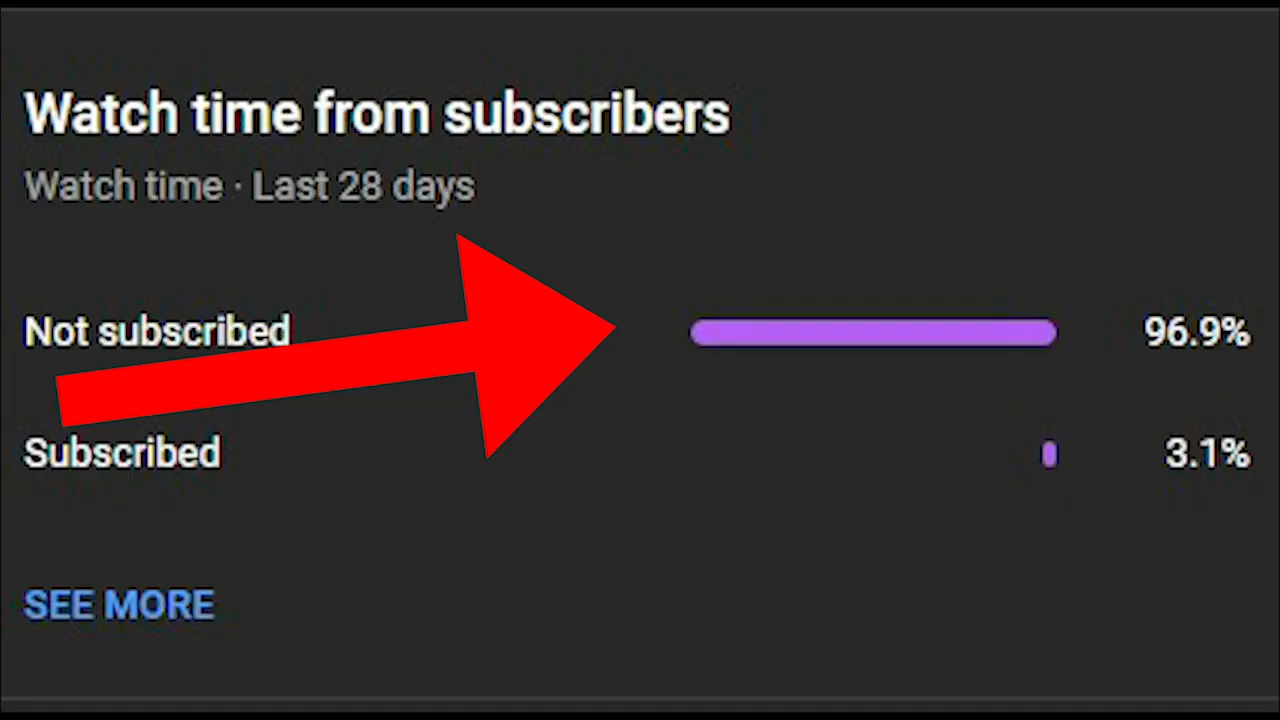 Watch time from subscribers
Watch time · Last 28 days
Not subscribed 96.9%
Subscribed 3.1%
SEE MORE